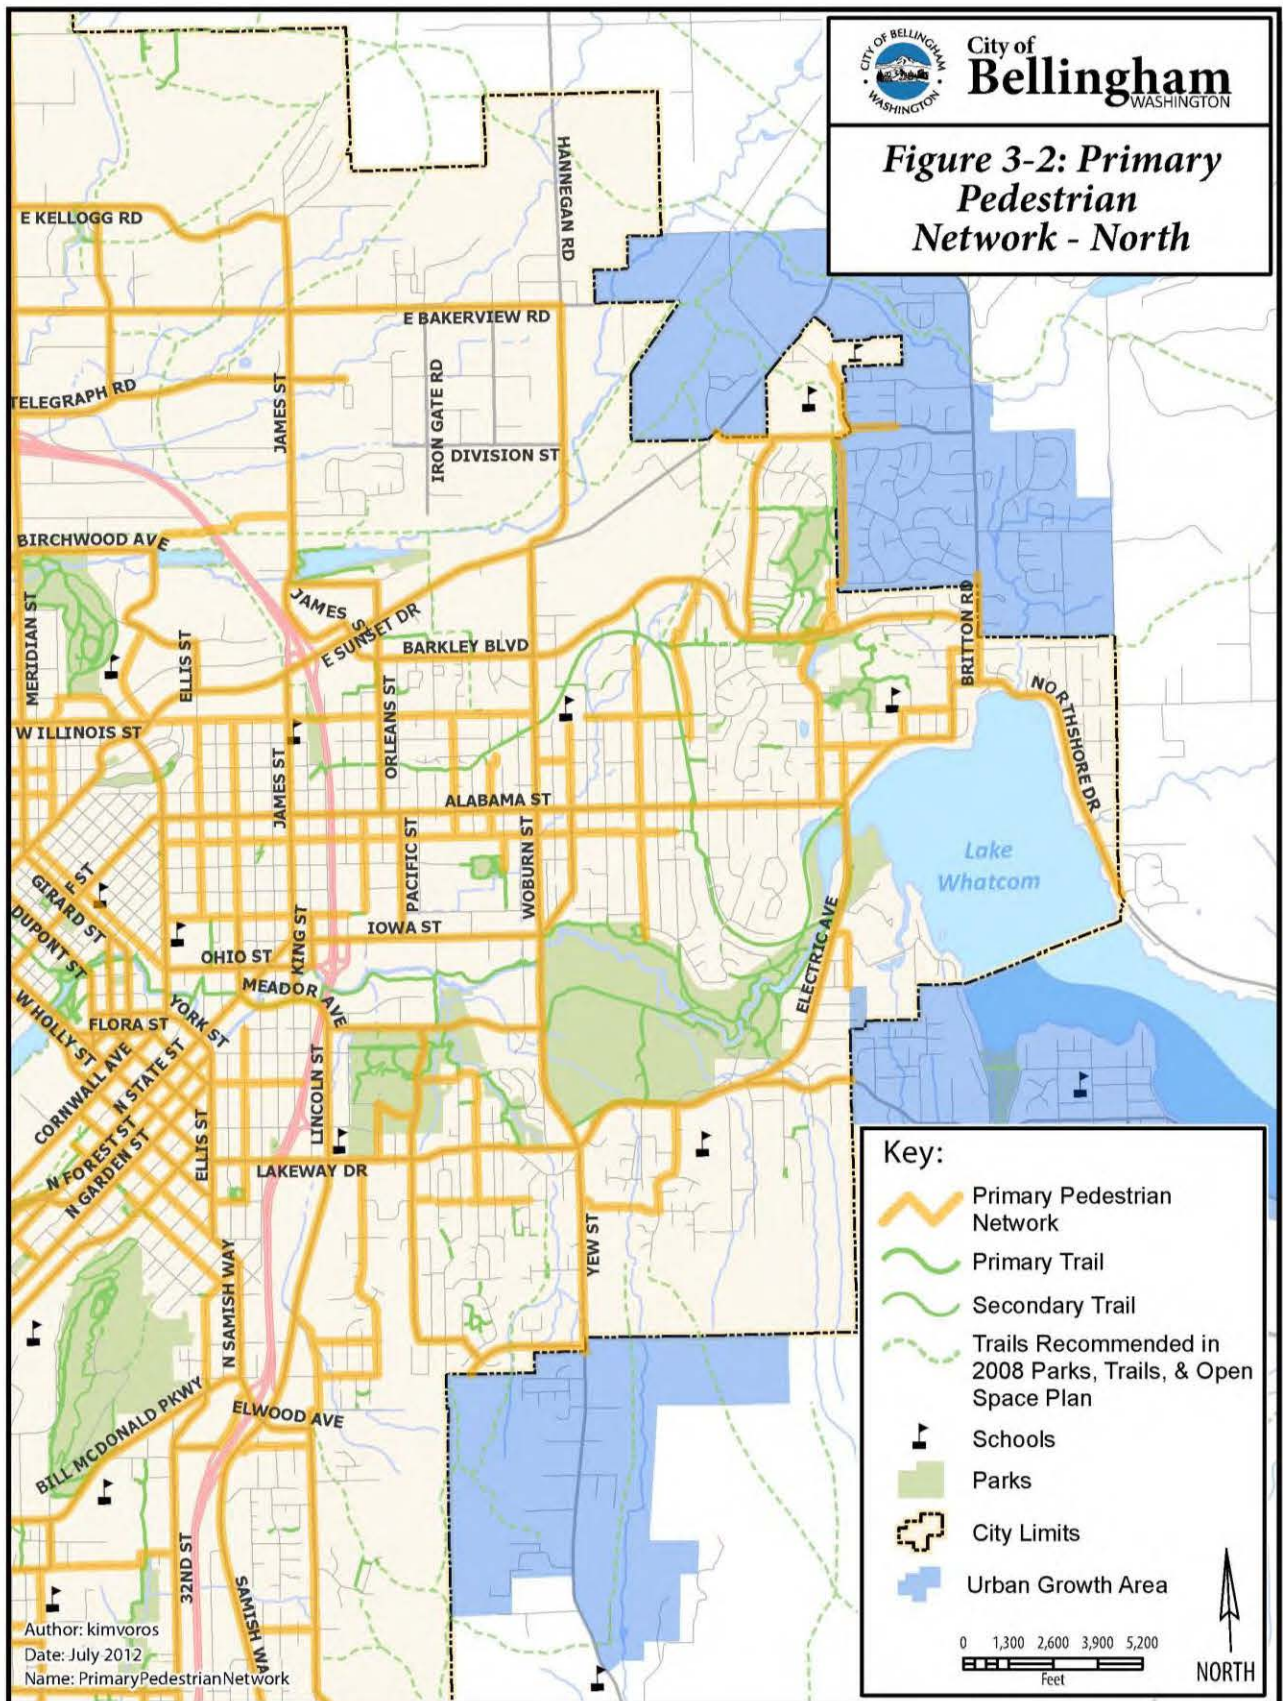 CITY OF BELLINGHAM
WASHINGTON
City of
Bellingham
WASHINGTON
Figure 3-2: Primary
Pedestrian
Network - North
HANNEGAN RD
E KELLOGG RD
E BAKERVIEW RD
IRON GATE RD
TELEGRAPH RD
JAMES ST
DIVISION ST
BIRCHWOOD AVE
MERIDIAN ST
JAMES ST
E SUNSET DR
BARKLEY BLVD
BRITTON RD
ELLIS ST
ORLEANS ST
NORTHSHORE DR
W ILLINOIS ST
JAMES ST
ALABAMA ST
PACIFIC ST
WOBURN ST
Lake
Whatcom
F ST
GIRARD ST
DUPONT ST
KING ST
IOWA ST
OHIO ST
ELECTRIC AVE
MEADOR AVE
W HOLLY ST
FLORA ST
YORK ST
CORNWALL AVE
N STATE ST
LINCOLN ST
N FOREST ST
N GARDEN ST
ELLIS ST
LAKEWAY DR
YEW ST
N SAMISH WAY
BILL MCDONALD PKWY
ELWOOD AVE
32ND ST
SAMISH WA
Key:
Primary Pedestrian
Network
Primary Trail
Secondary Trail
Trails Recommended in
2008 Parks, Trails, & Open
Space Plan
Schools
Parks
City Limits
Urban Growth Area
0 1,300 2,600 3,900 5,200
Feet
NORTH
Author: kimvoros
Date: July 2012
Name: PrimaryPedestrianNetwork